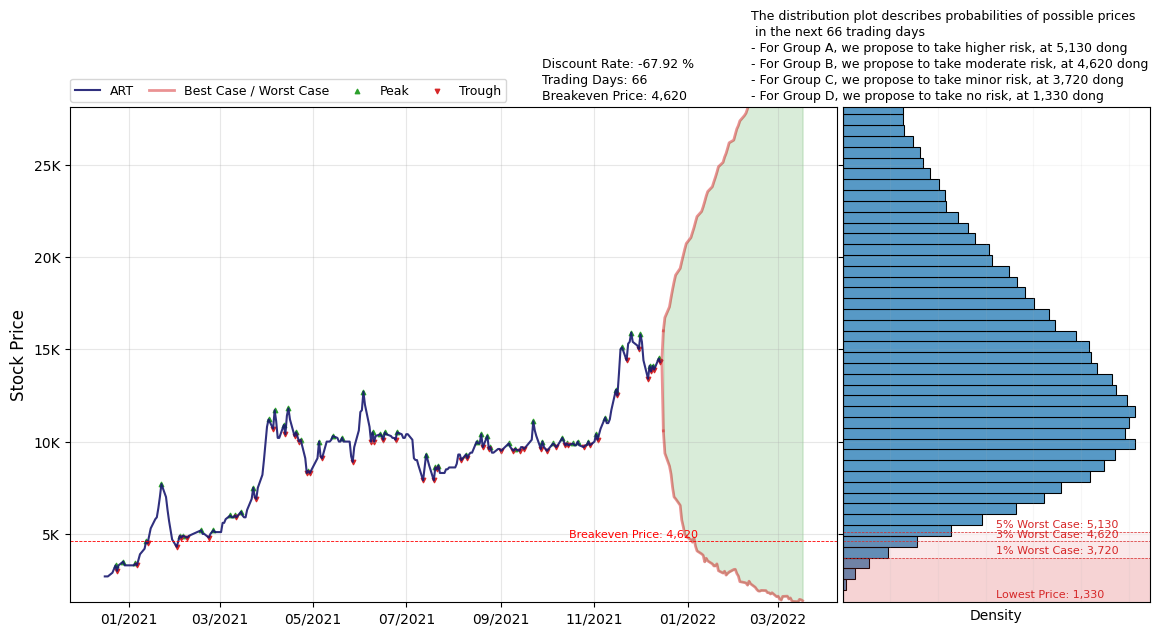 The distribution plot describes probabilities of possible prices
in the next 66 trading days
- For Group A, we propose to take higher risk, at 5,130 dong
- For Group B, we propose to take moderate risk, at 4,620 dong
- For Group C, we propose to take minor risk, at 3,720 dong
- For Group D, we propose to take no risk, at 1,330 dong
Discount Rate: -67.92 %
Trading Days: 66
Breakeven Price: 4,620
ART
Best Case / Worst Case
Peak
Trough
Stock Price
25K
20K
15K
10K
5K
Breakeven Price: 4,620
5% Worst Case: 5,130
3% Worst Case: 4,620
1% Worst Case: 3,720
Lowest Price: 1,330
01/2021
03/2021
05/2021
07/2021
09/2021
11/2021
01/2022
03/2022
Density